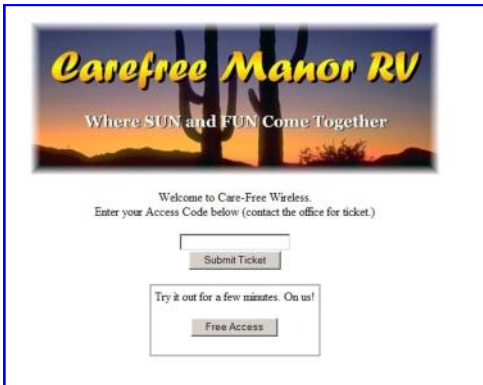 Carefree Manor RV
Where SUN and FUN Come Together
Welcome to Care-Free Wireless.
Enter your Access Code below (contact the office for ticket.)
Submit Ticket
Try it out for a few minutes. On us!
Free Access